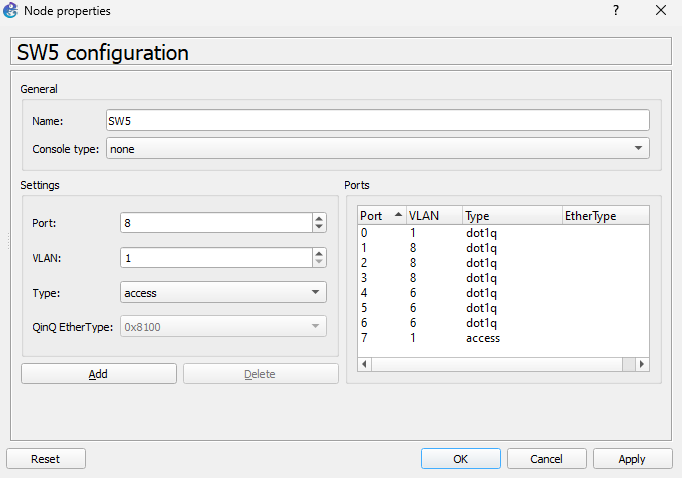 Node properties
?
SW5 configuration
General
Name:
SW5
Console type:
none
Settings
Port:
8
VLAN:
1
Type:
access
QinQ EtherType:
0x8100
Add
Delete
Ports
Port VLAN Type EtherType
0 1 dot1q
1 8 dot1q
2 8 dot1q
3 8 dot1q
4 6 dot1q
5 6 dot1q
6 6 dot1q
7 1 access
Reset
OK
Cancel
Apply